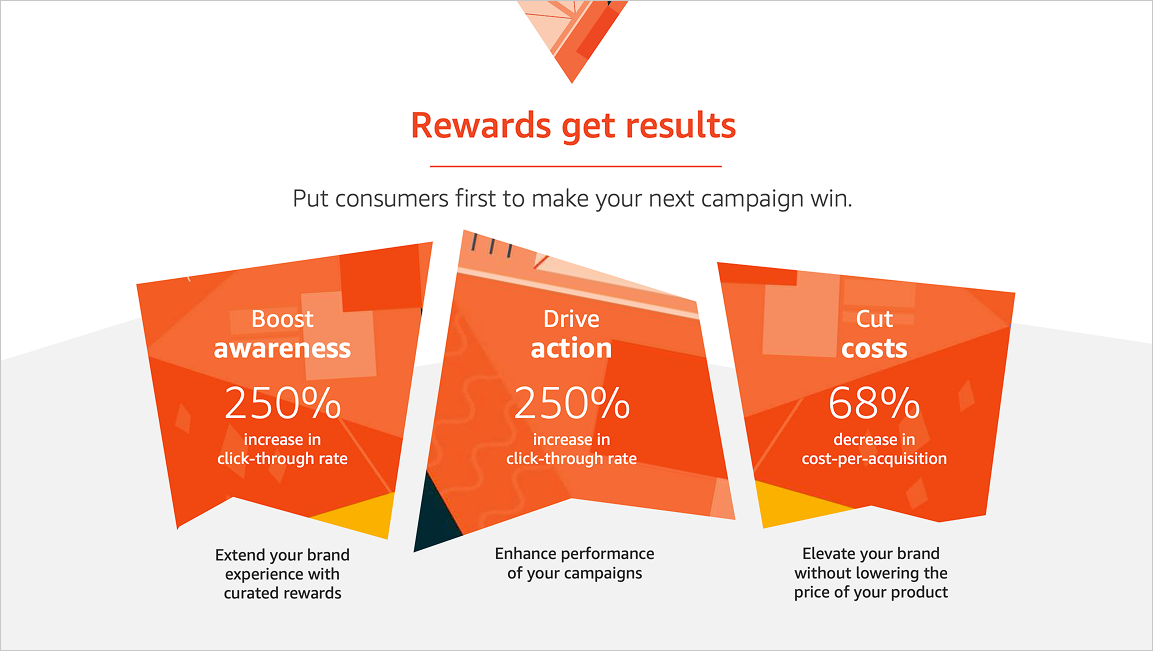 Rewards get results
Put consumers first to make your next campaign win.
Boost
awareness
250%
increase in
click-through rate
Extend your brand
experience with
curated rewards
Drive
action
250%
increase in
click-through rate
Enhance performance
of your campaigns
Cut
costs
68%
decrease in
cost-per-acquisition
Elevate your brand
without lowering the
price of your product